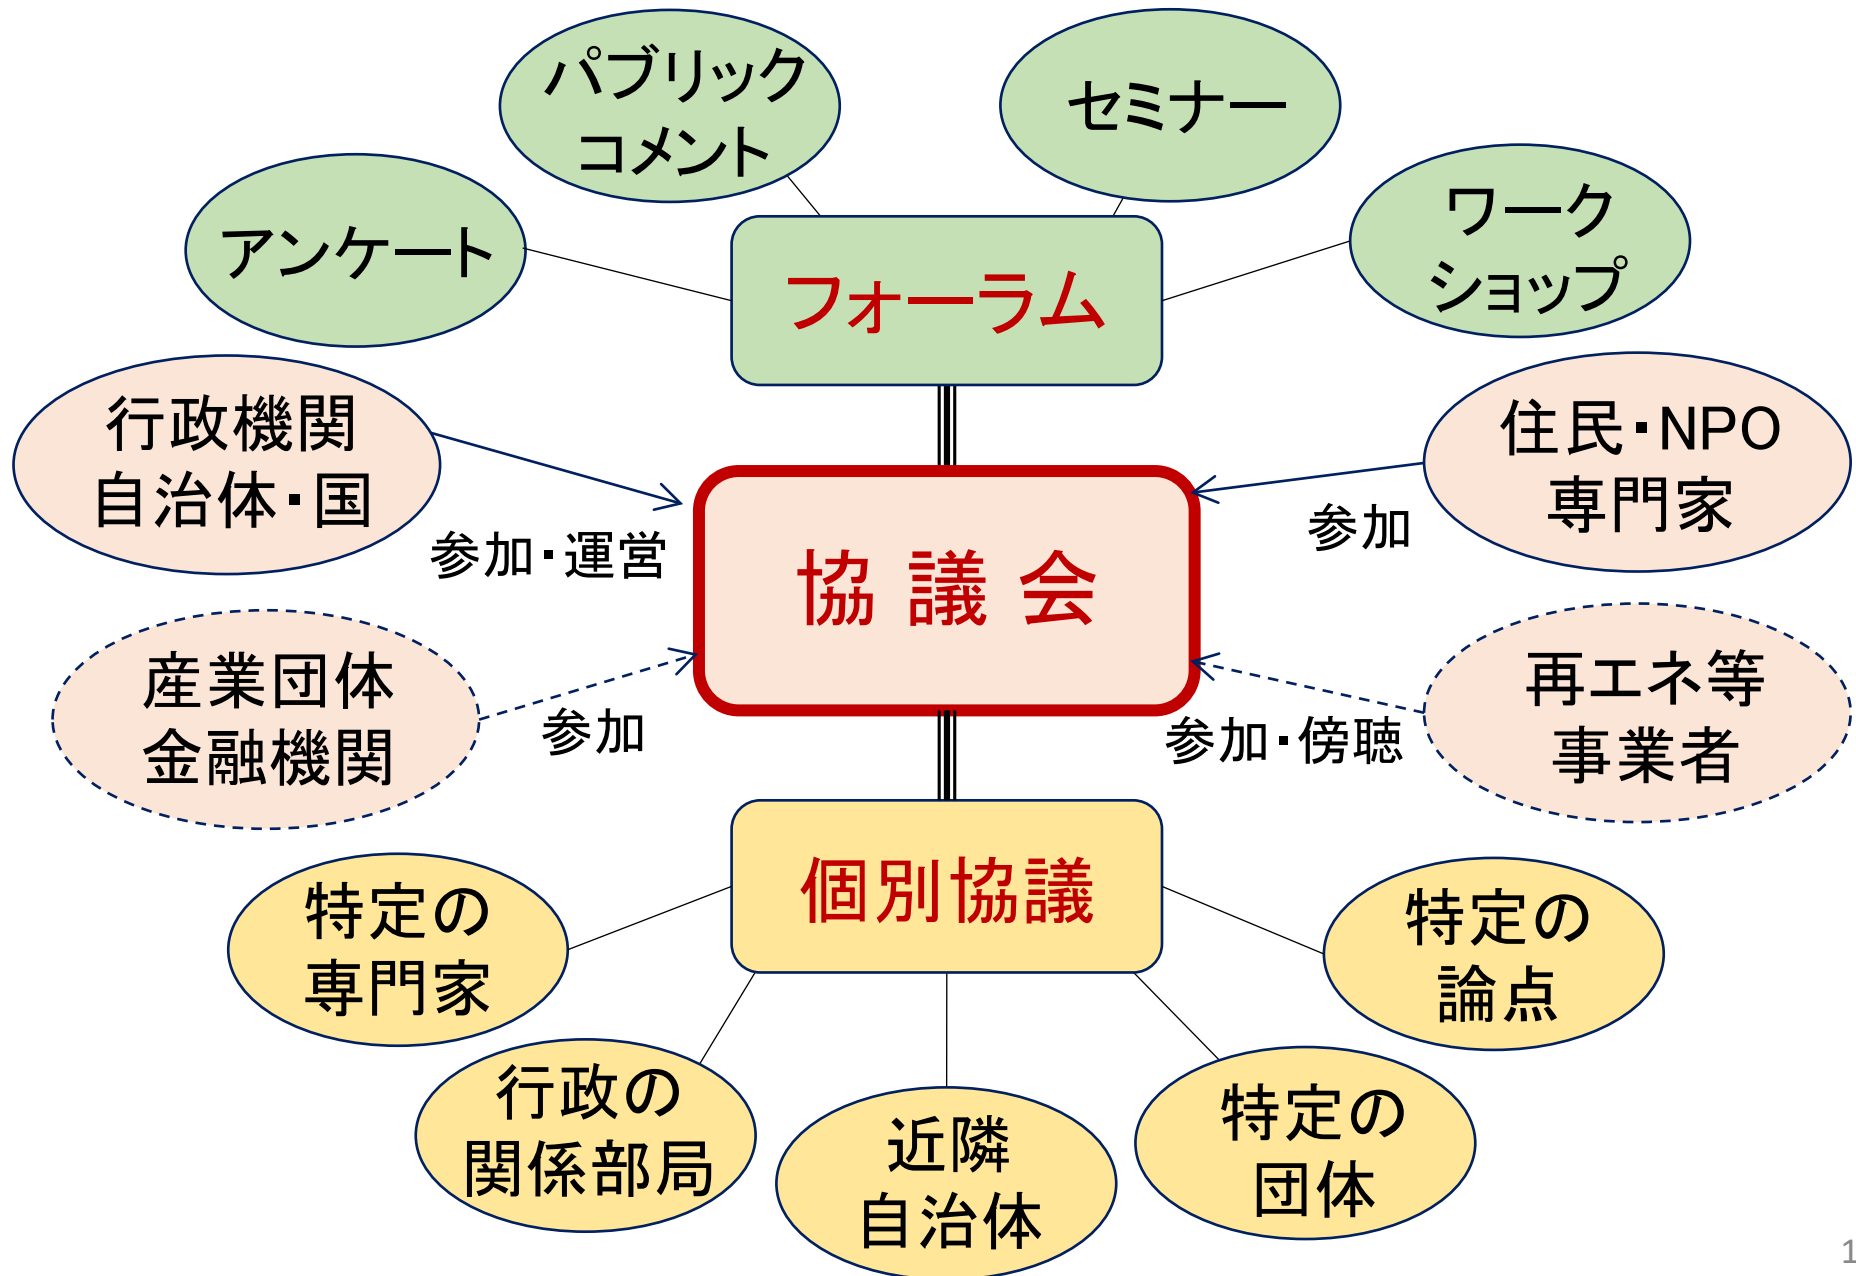 パブリック
コメント
セミナー
アンケート
ワーク
ショップ
フォーラム
行政機関
自治体・国
参加・運営
住民・NPO
専門家
参加
協議会
産業団体
金融機関
参加
再エネ等
事業者
参加・傍聴
個別協議
特定の
専門家
特定の
論点
行政の
関係部局
近隣
自治体
特定の
団体
1